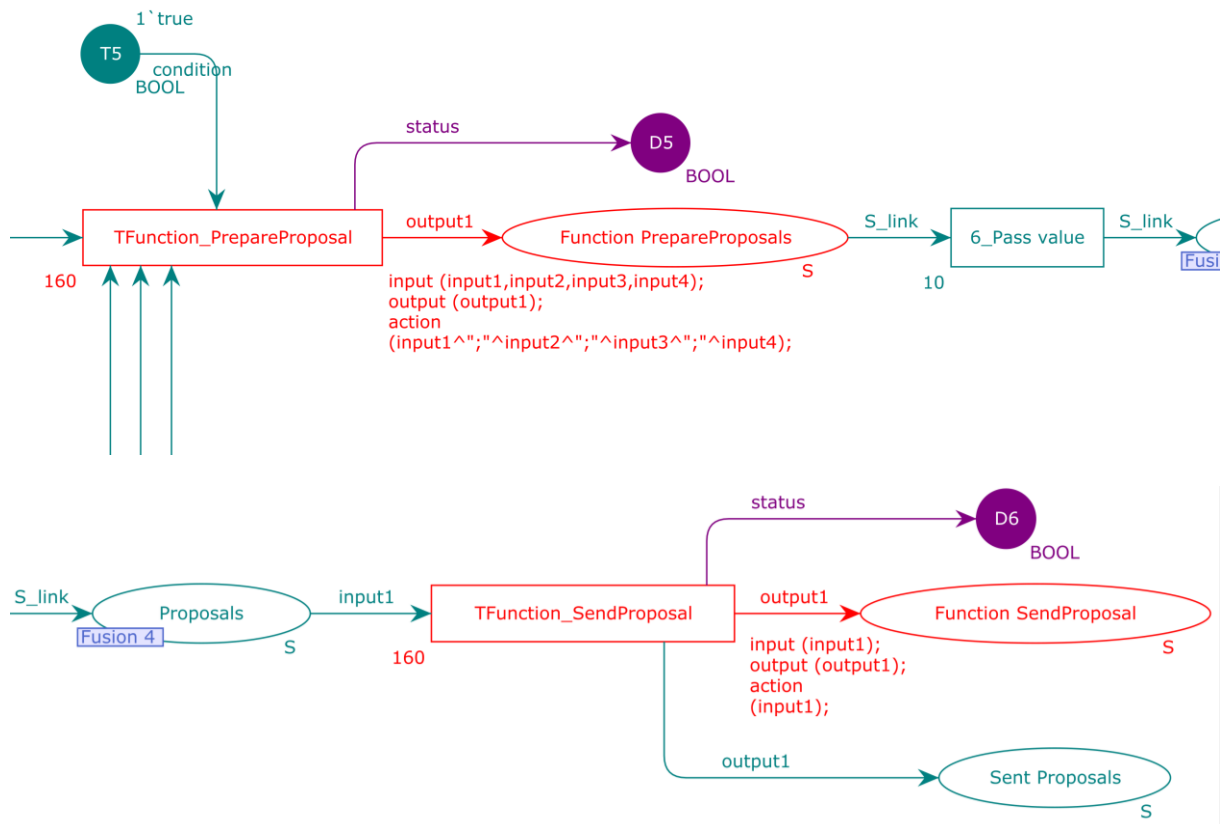 1`true
T5
condition
BOOL
status
D5
BOOL
TFunction_PrepareProposal
output1
Function PrepareProposals
S_link
6_Pass value
S_link
160
S
10
Fusi
input (input1,input2,input3,input4);
output (output1);
action
(input1^";"^input2^";"^input3^";"^input4);
status
D6
BOOL
S_link
Proposals
input1
TFunction_SendProposal
output1
Function SendProposal
Fusion 4
S
160
S
input (input1);
output (output1);
action
(input1);
output1
Sent Proposals
S